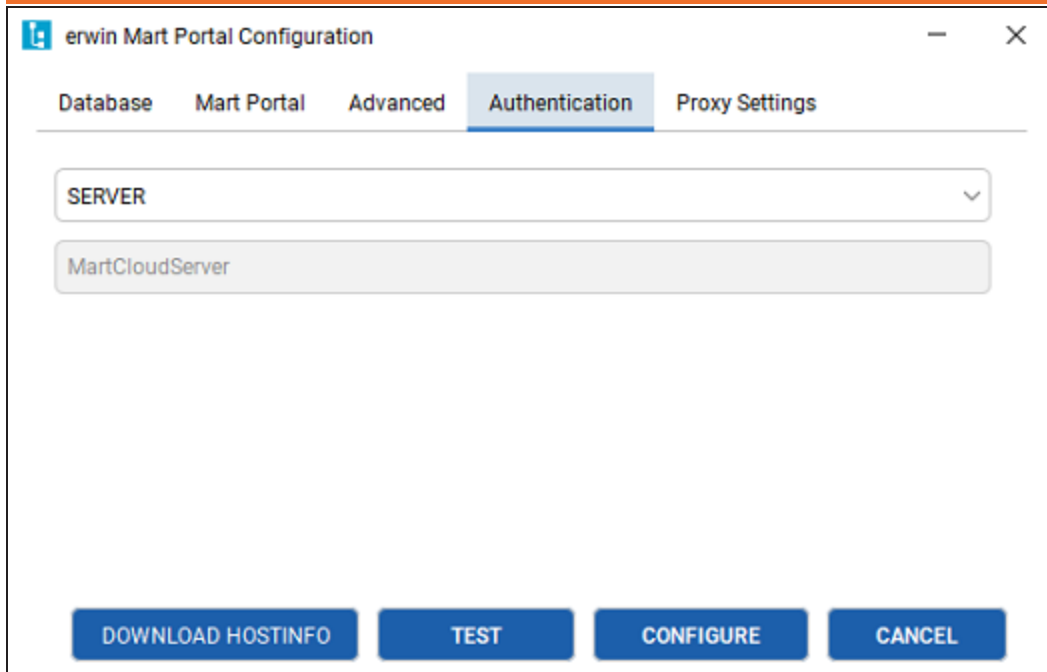 erwin Mart Portal Configuration
Database Mart Portal Advanced Authentication Proxy Settings
SERVER
MartCloudServer
DOWNLOAD HOSTINFO TEST CONFIGURE CANCEL